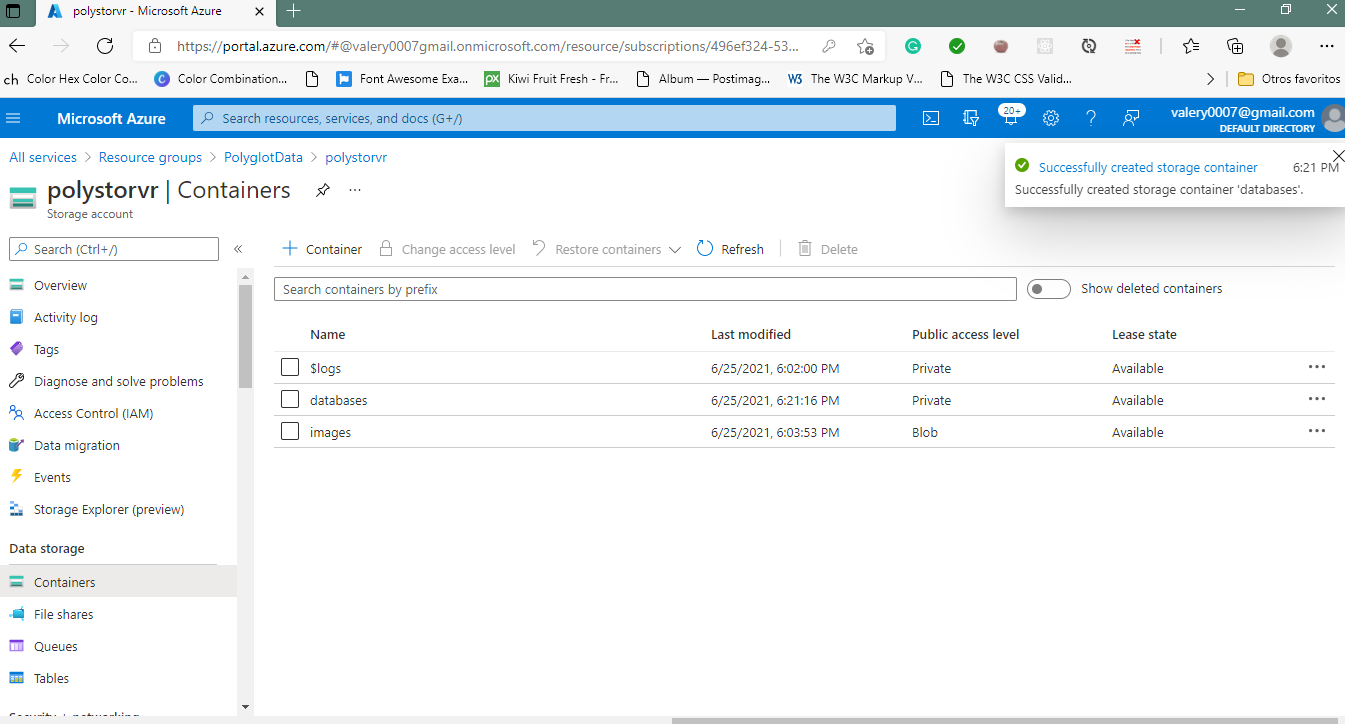 polystorvr - Microsoft Azure
https://portal.azure.com/#@valery0007gmail.onmicrosoft.com/resource/subscriptions/496ef324-53...
ch Color Hex Color Co... Color Combination... Font Awesome Exa... Kiwi Fruit Fresh - Fr... Album — Postimag... W3 The W3C Markup V... The W3C CSS Valid... Otros favoritos
Microsoft Azure
Search resources, services, and docs (G+/)
20+
valery0007@gmail.com
DEFAULT DIRECTORY
All services > Resource groups > PolyglotData > polystorvr
Successfully created storage container 6:21 PM
Successfully created storage container 'databases'.
polystorvr | Containers ...
Storage account
Search (Ctrl+/)
«
Overview
Activity log
Tags
Diagnose and solve problems
Access Control (IAM)
Data migration
Events
Storage Explorer (preview)
Data storage
Containers
File shares
Queues
Tables
Security + networking
+ Container Change access level Restore containers Refresh Delete
Search containers by prefix
Show deleted containers
Name Last modified Public access level Lease state
$logs 6/25/2021, 6:02:00 PM Private Available ...
databases 6/25/2021, 6:21:16 PM Private Available ...
images 6/25/2021, 6:03:53 PM Blob Available ...